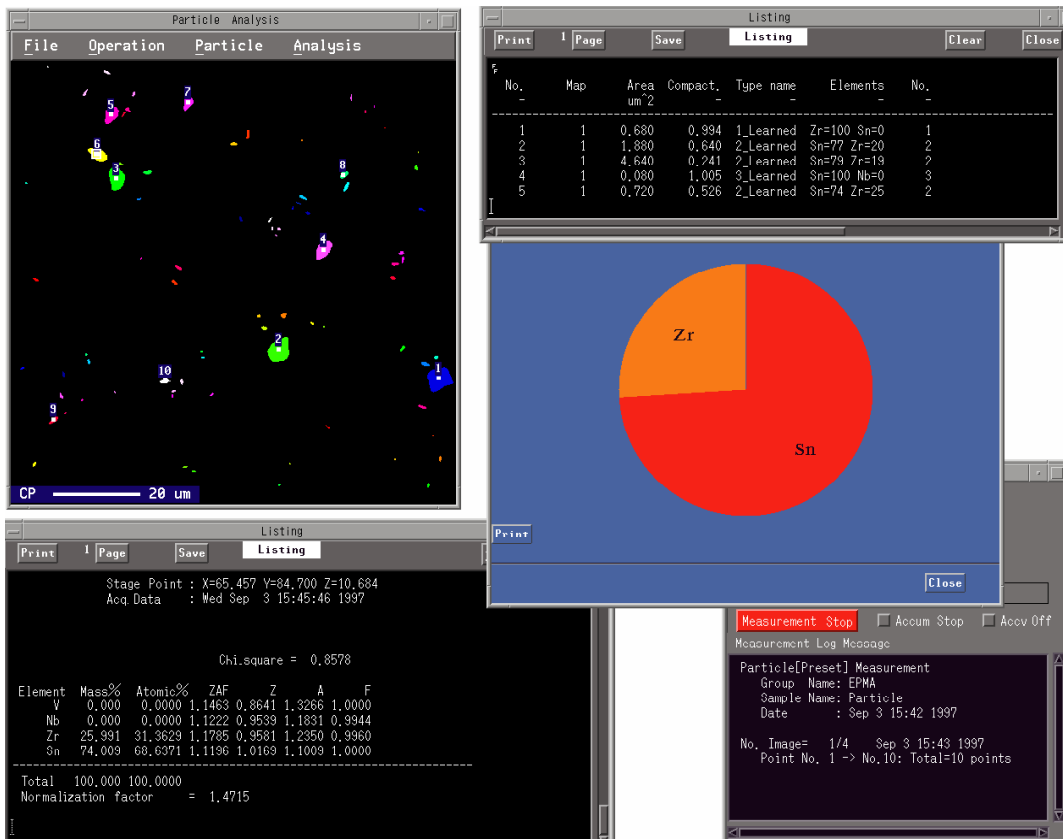 Particle Analysis
File Operation Particle Analysis
7
5
6
3
8
4
2
10
1
9
CP 20 um
Listing
Print 1 Page Save Listing Clear Close
No. Map Area Compact. Type name Elements No.
- - um^2 - - - -
1 1 0.680 0.994 1_Learned Zr=100 Sn=0 1
2 1 1.880 0.640 2_Learned Sn=77 Zr=20 2
3 1 4.640 0.241 2_Learned Sn=79 Zr=19 2
4 1 0.080 1.005 3_Learned Sn=100 Nb=0 3
5 1 0.720 0.526 2_Learned Sn=74 Zr=25 2
Zr
Sn
Print
Close
Listing
Print 1 Page Save Listing
Stage Point : X=65.457 Y=84.700 Z=10.684
Acq.Data : Wed Sep 3 15:45:46 1997
Chi.square = 0.8578
Element Mass% Atomic% ZAF Z A F
V 0.000 0.0000 1.1463 0.8641 1.3266 1.0000
Nb 0.000 0.0000 1.1222 0.9539 1.1831 0.9944
Zr 25.991 31.3629 1.1785 0.9581 1.2350 0.9960
Sn 74.009 68.6371 1.1196 1.0169 1.1009 1.0000
Total 100.000 100.0000
Normalization factor = 1.4715
Measurement Stop Accum Stop Accv Off
Measurement Log Message
Particle[Preset] Measurement
Group Name: EPMA
Sample Name: Particle
Date : Sep 3 15:42 1997
No. Image= 1/4 Sep 3 15:43 1997
Point No. 1 -> No.10: Total=10 points